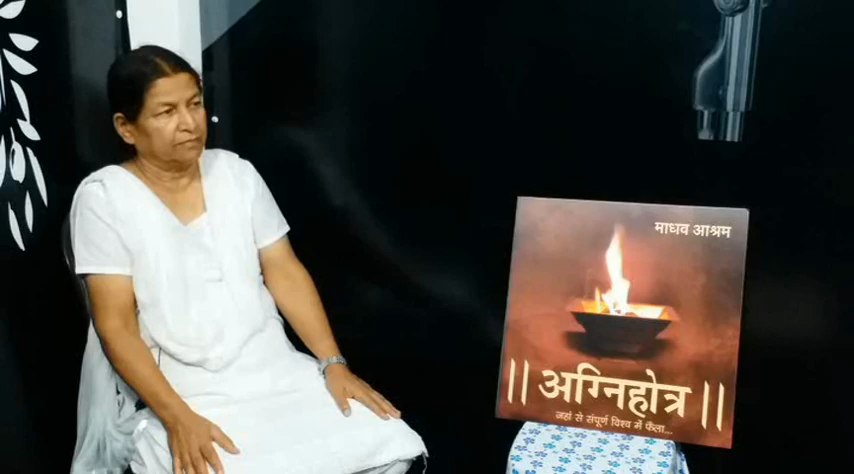 माधव आश्रम
|| अग्निहोत्र ||
जहां से संपूर्ण विश्व में फैला...